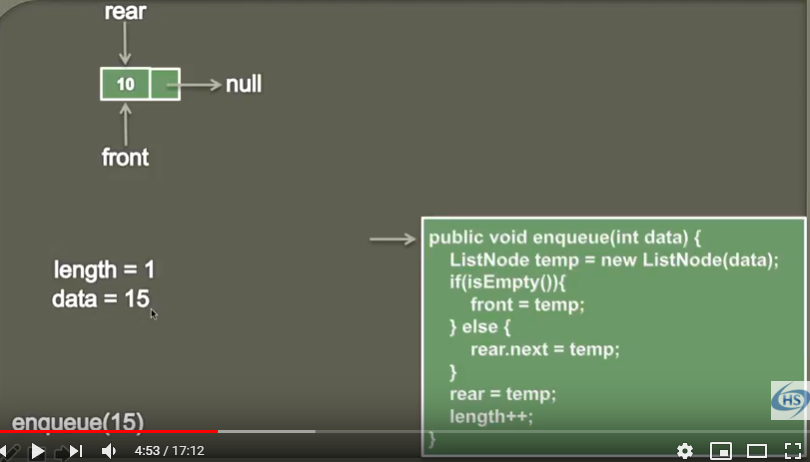 rear
10
null
front
length = 1
data = 15
enqueue(15)
public void enqueue(int data) {
ListNode temp = new ListNode(data);
if(isEmpty()){
front = temp;
} else {
rear.next = temp;
}
rear = temp;
length++;
}
HS
4:53 / 17:12